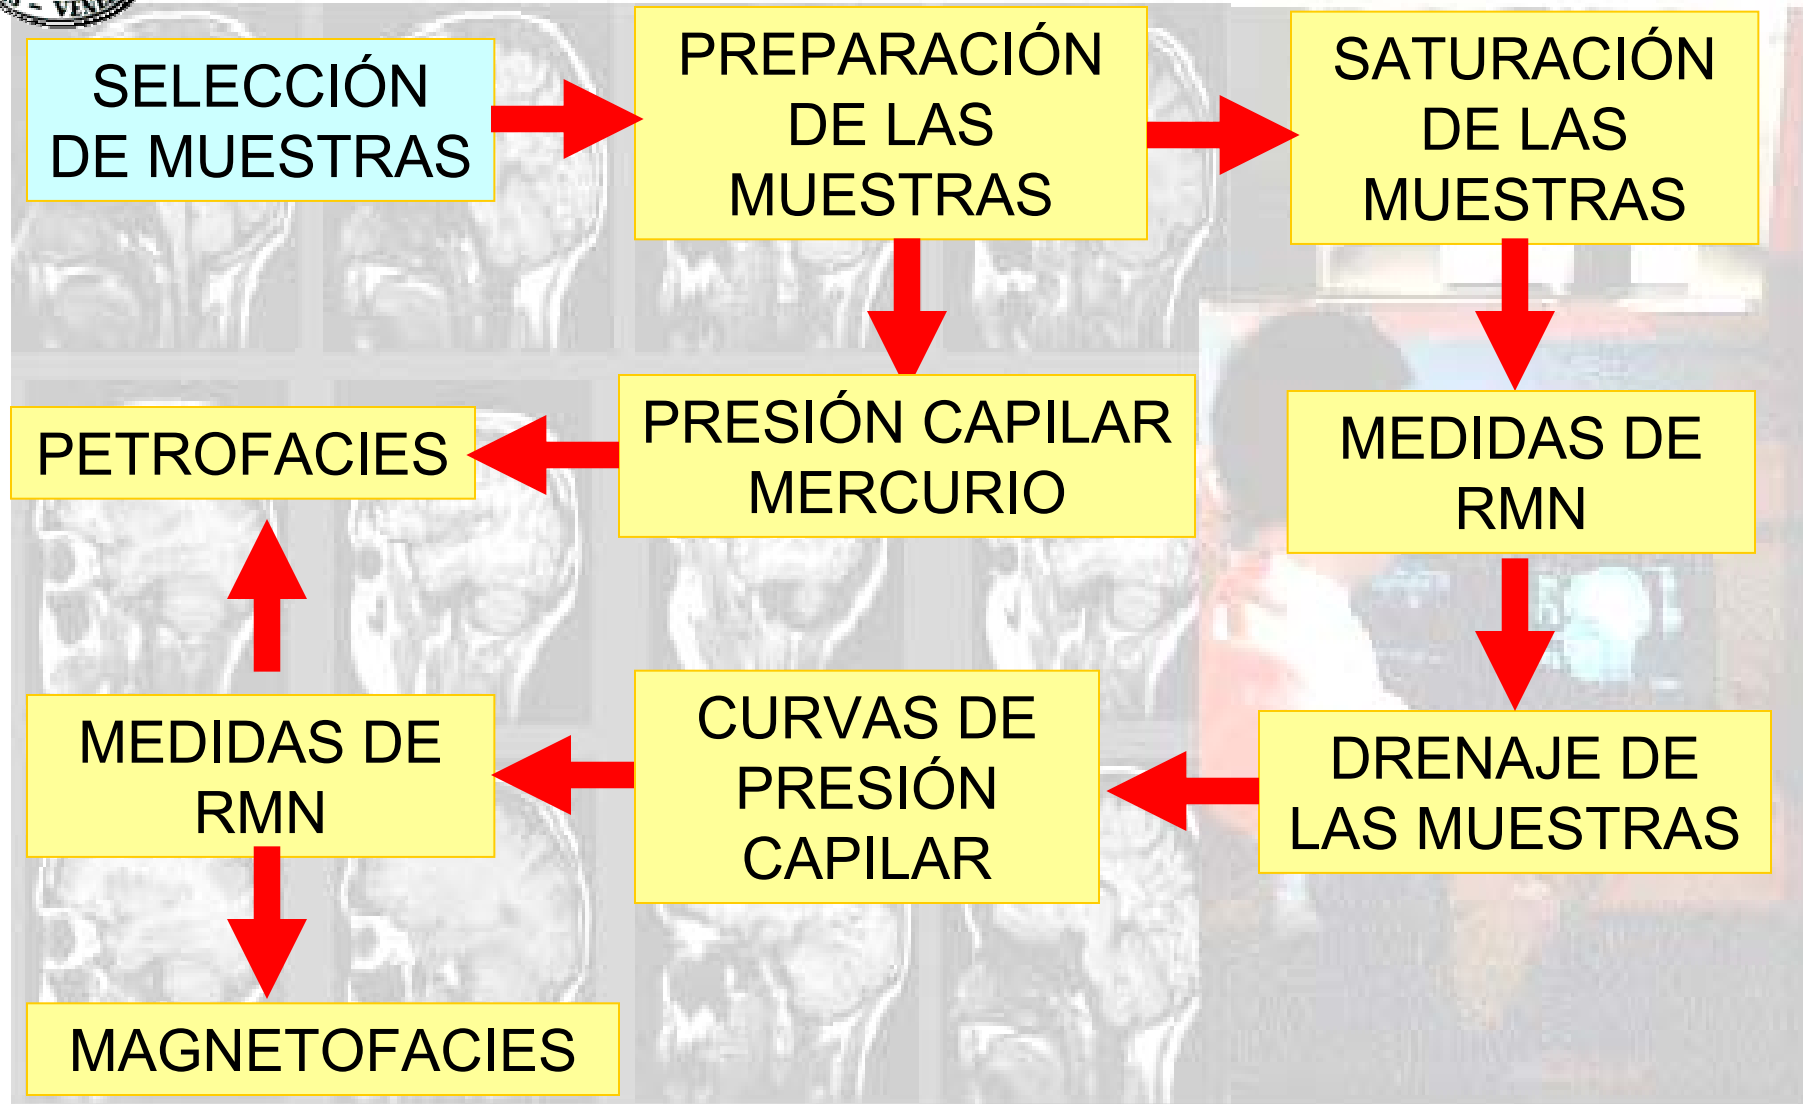 SELECCIÓN
DE MUESTRAS
PREPARACIÓN
DE LAS
MUESTRAS
SATURACIÓN
DE LAS
MUESTRAS
PETROFACIES
PRESIÓN CAPILAR
MERCURIO
MEDIDAS DE
RMN
MEDIDAS DE
RMN
CURVAS DE
PRESIÓN
CAPILAR
DRENAJE DE
LAS MUESTRAS
MAGNETOFACIES